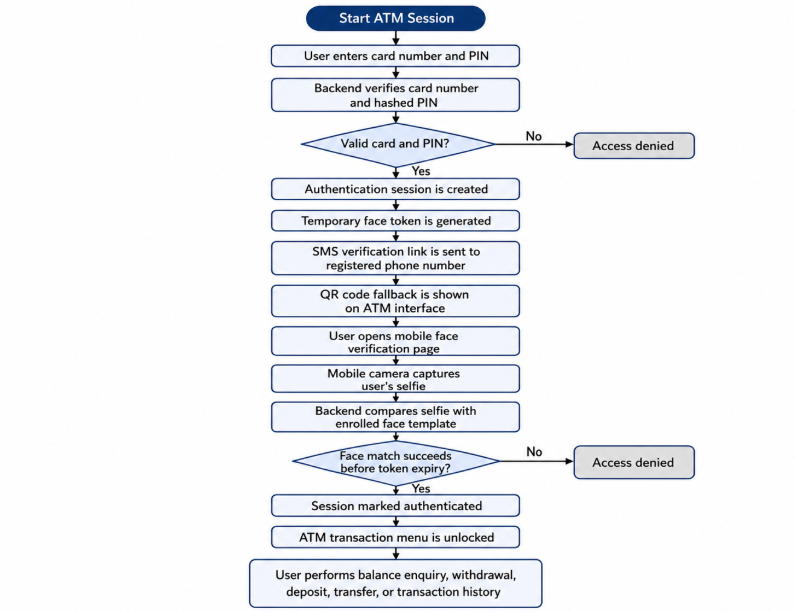 Start ATM Session
User enters card number and PIN
Backend verifies card number
and hashed PIN
Valid card and PIN?
No
Access denied
Yes
Authentication session is created
Temporary face token is generated
SMS verification link is sent to
registered phone number
QR code fallback is shown
on ATM interface
User opens mobile face
verification page
Mobile camera captures
user's selfie
Backend compares selfie with
enrolled face template
Face match succeeds
before token expiry?
No
Access denied
Yes
Session marked authenticated
ATM transaction menu is unlocked
User performs balance enquiry, withdrawal,
deposit, transfer, or transaction history